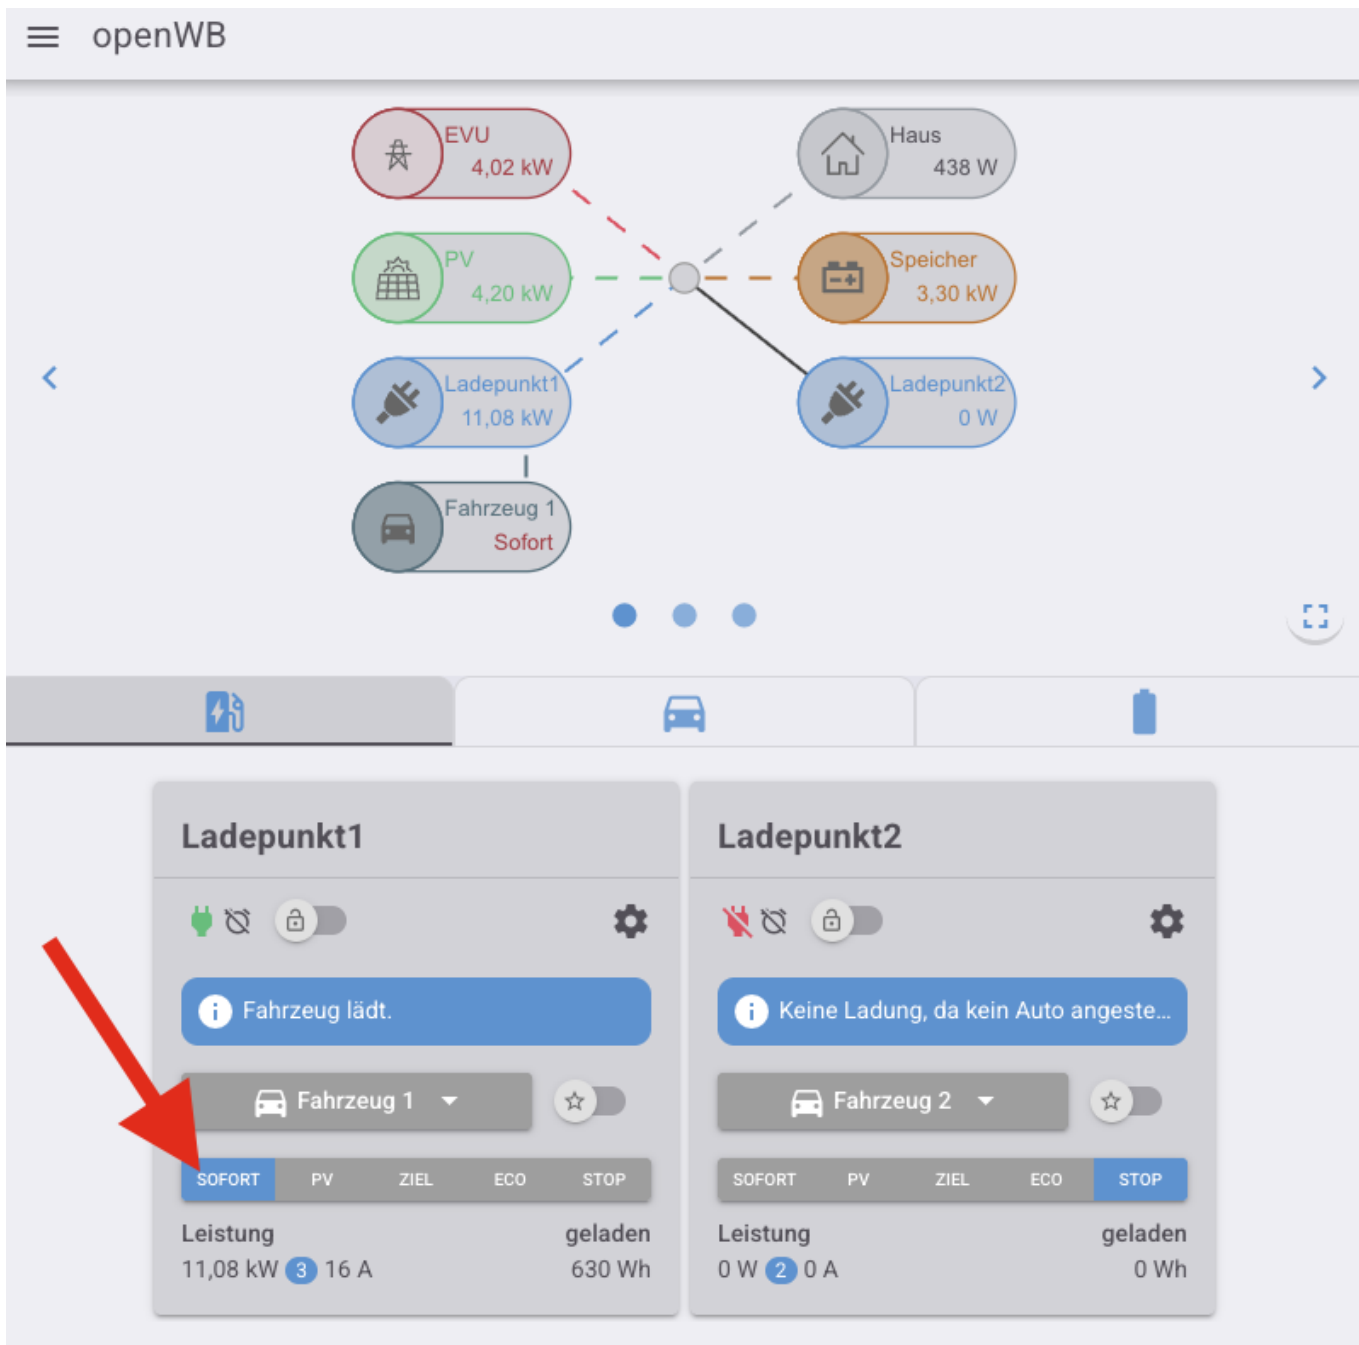 openWB
EVU
4,02 kW
Haus
438 W
PV
4,20 kW
Speicher
3,30 kW
Ladepunkt1
11,08 kW
Ladepunkt2
0 W
Fahrzeug 1
Sofort
Ladepunkt1
Fahrzeug lädt.
Fahrzeug 1
SOFORT PV ZIEL ECO STOP
Leistung geladen
11,08 kW 3 16 A 630 Wh
Ladepunkt2
Keine Ladung, da kein Auto angeste...
Fahrzeug 2
SOFORT PV ZIEL ECO STOP
Leistung geladen
0 W 2 0 A 0 Wh